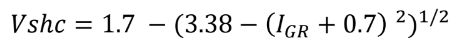 Vshc = 1.7 − (3.38 − (I_GR + 0.7) ²)^1/2